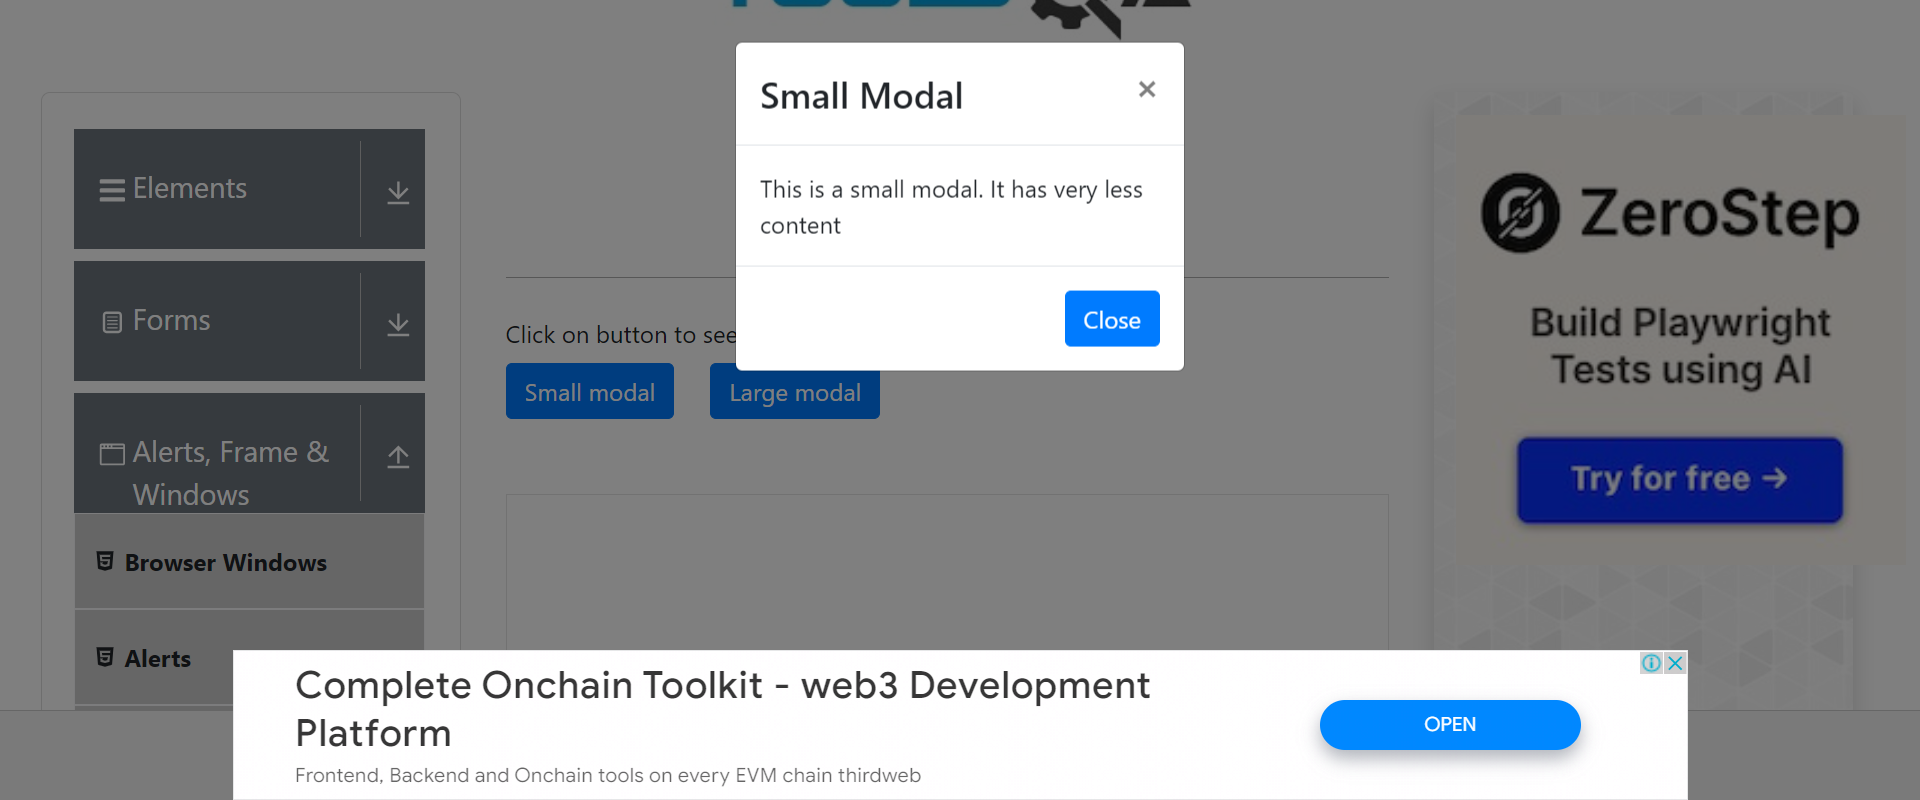 Small Modal
×
This is a small modal. It has very less
content
Close
Elements
Forms
Alerts, Frame &
Windows
Browser Windows
Alerts
Click on button to see
Small modal
Large modal
ZeroStep
Build Playwright
Tests using AI
Try for free →
Complete Onchain Toolkit - web3 Development
Platform
Frontend, Backend and Onchain tools on every EVM chain thirdweb
OPEN